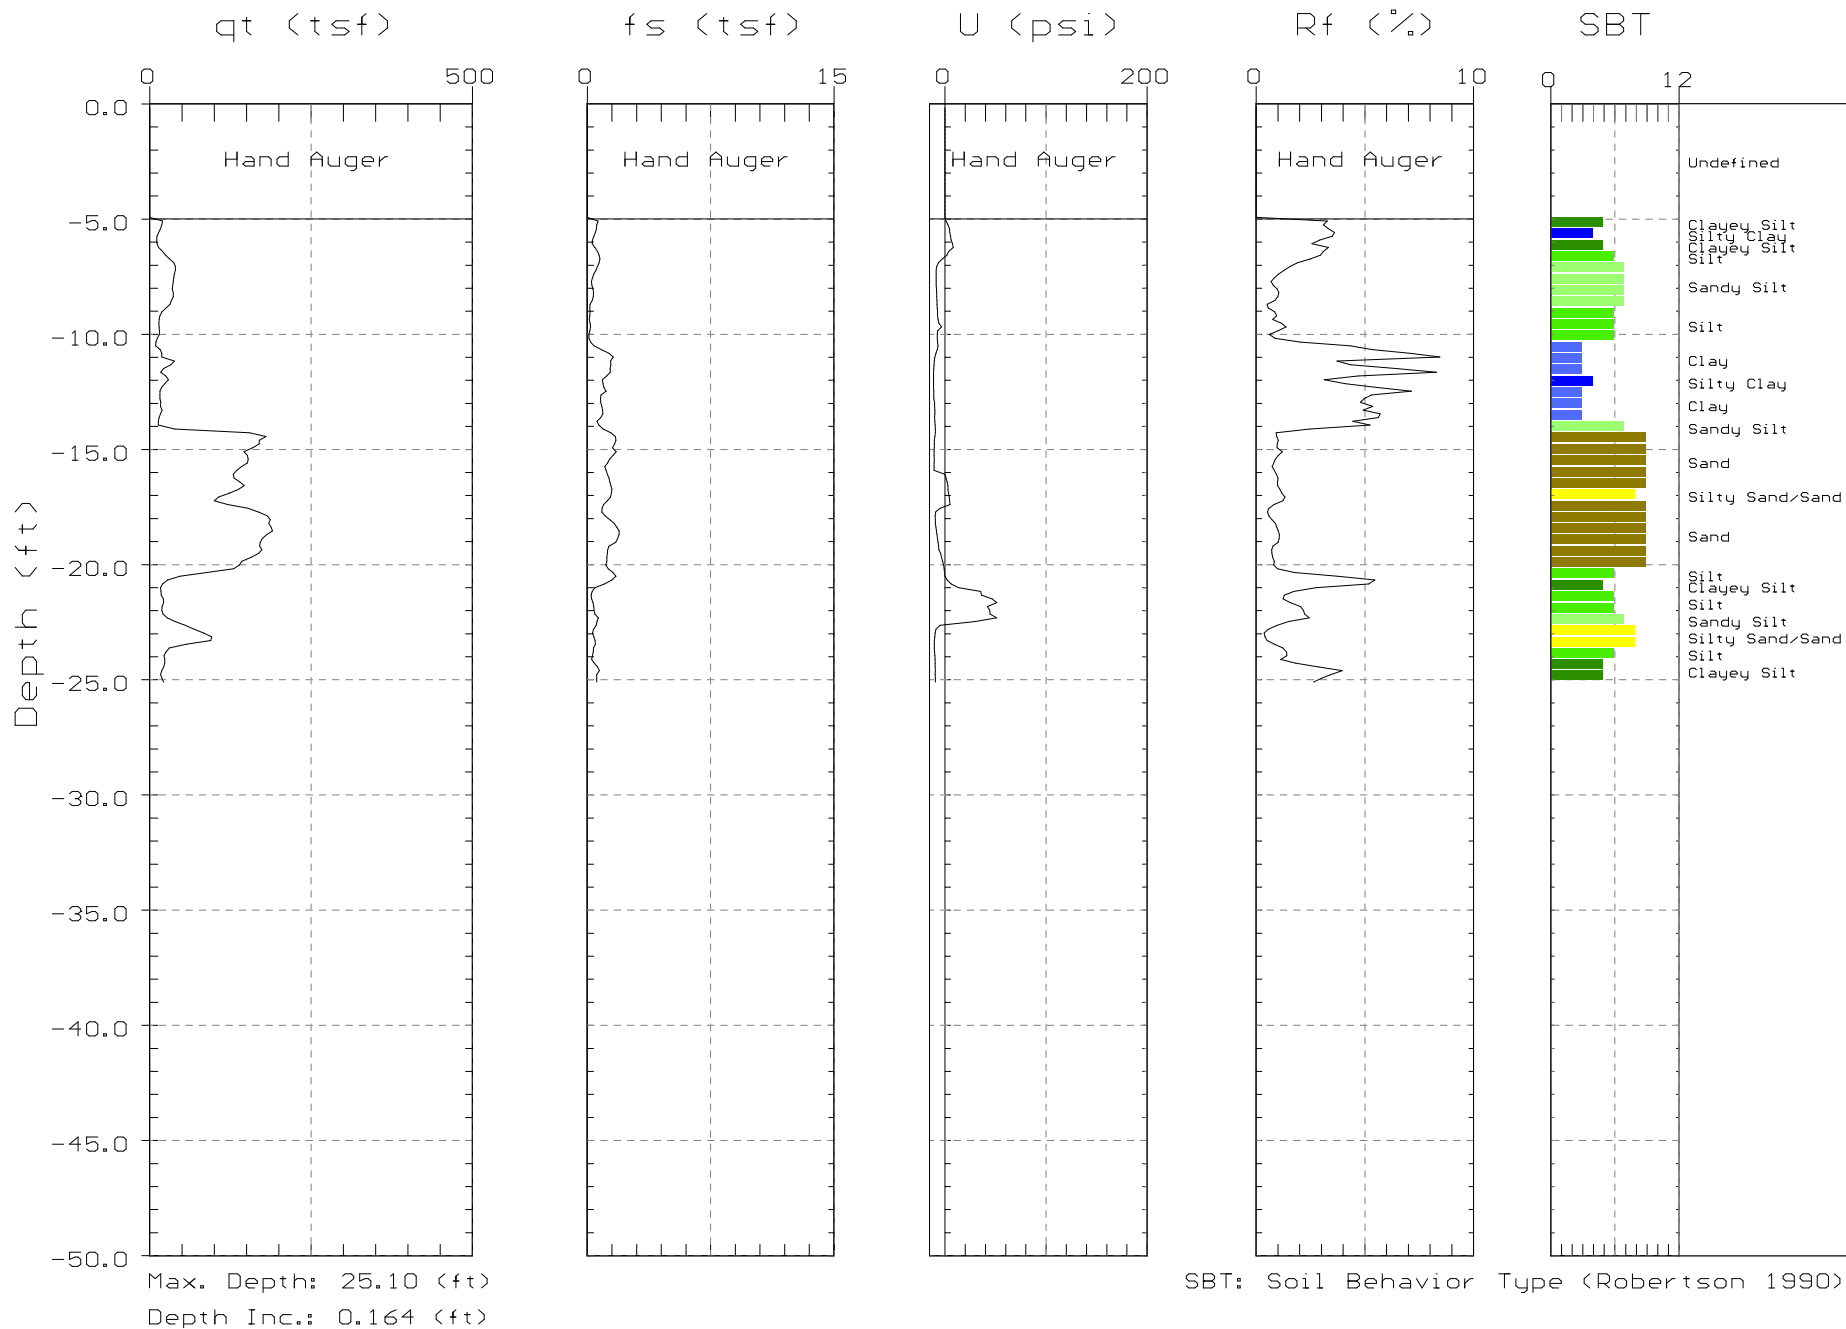 qt (tsf) fs (tsf) U (psi) Rf (%) SBT
0 500 0 15 0 200 0 10 0 12
0.0
Hand Auger Hand Auger Hand Auger Hand Auger
Undefined
-5.0
Clayey Silt
Silty Clay
Clayey Silt
Silt
Sandy Silt
Silt
-10.0
Clay
Silty Clay
Clay
Sandy Silt
-15.0
Sand
Silty Sand/Sand
Sand
-20.0
Silt
Clayey Silt
Silt
Sandy Silt
Silty Sand/Sand
Silt
Clayey Silt
-25.0
Depth (ft)
-30.0
-35.0
-40.0
-45.0
-50.0
Max. Depth: 25.10 (ft) SBT: Soil Behavior Type (Robertson 1990)
Depth Inc.: 0.164 (ft)